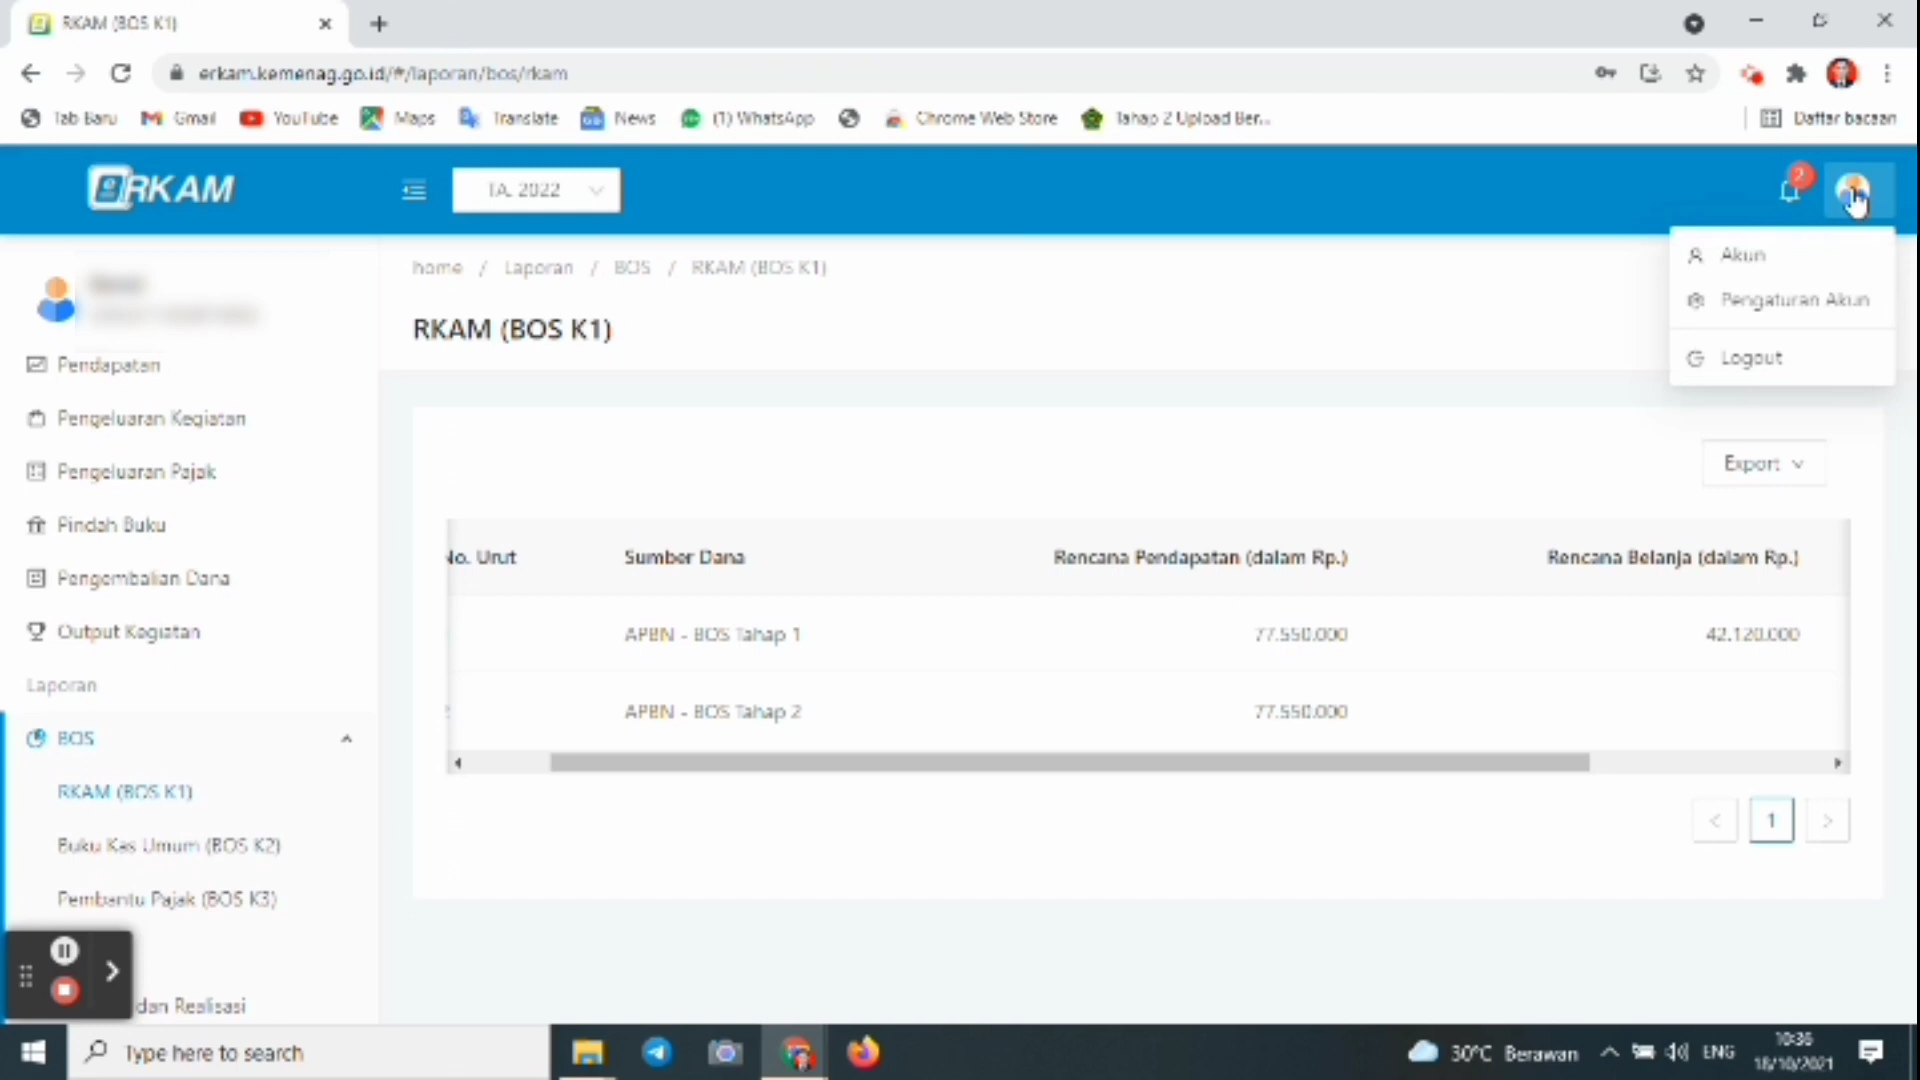 RKAM (BOS K1)
erkam.kemenag.go.id/#/laporan/bos/rkam
Tab Baru Gmail YouTube Maps Translate News (1) WhatsApp Chrome Web Store Tahap 2 Upload Ber... Daftar bacaan
eRKAM TA. 2022 2
Akun
Pengaturan Akun
Logout
home / Laporan / BOS / RKAM (BOS K1)
RKAM (BOS K1)
Pendapatan
Pengeluaran Kegiatan
Pengeluaran Pajak
Pindah Buku
Pengembalian Dana
Output Kegiatan
Laporan
BOS
RKAM (BOS K1)
Buku Kas Umum (BOS K2)
Pembantu Pajak (BOS K3)
dan Realisasi
Export
No. Urut Sumber Dana Rencana Pendapatan (dalam Rp.) Rencana Belanja (dalam Rp.)
APBN - BOS Tahap 1 77.550.000 42.120.000
APBN - BOS Tahap 2 77.550.000
< 1 >
Type here to search
30°C Berawan ENG 10:36
18/10/2021